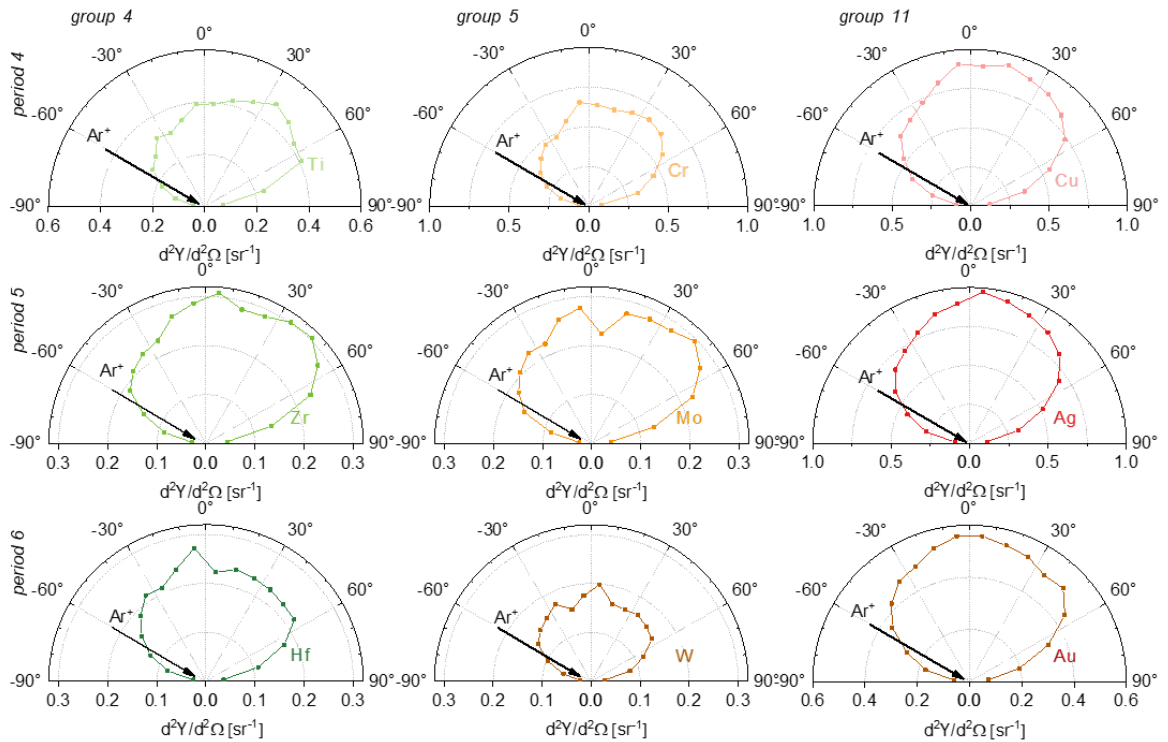 group 4 group 5 group 11
period 4
0° 0° 0°
-30° 30° -30° 30° -30° 30°
-60° 60° -60° 60° -60° 60°
Ar⁺ Ar⁺ Ar⁺
Ti Cr Cu
-90° 90° -90° 90° -90° 90°
0.6 0.4 0.2 0.0 0.2 0.4 0.6 1.0 0.5 0.0 0.5 1.0 1.0 0.5 0.0 0.5 1.0
d²Y/d²Ω [sr⁻¹] d²Y/d²Ω [sr⁻¹] d²Y/d²Ω [sr⁻¹]
period 5
0° 0° 0°
-30° 30° -30° 30° -30° 30°
-60° 60° -60° 60° -60° 60°
Ar⁺ Ar⁺ Ar⁺
Zr Mo Ag
-90° 90° -90° 90° -90° 90°
0.3 0.2 0.1 0.0 0.1 0.2 0.3 0.3 0.2 0.1 0.0 0.1 0.2 0.3 1.0 0.5 0.0 0.5 1.0
d²Y/d²Ω [sr⁻¹] d²Y/d²Ω [sr⁻¹] d²Y/d²Ω [sr⁻¹]
period 6
0° 0° 0°
-30° 30° -30° 30° -30° 30°
-60° 60° -60° 60° -60° 60°
Ar⁺ Ar⁺ Ar⁺
Hf W Au
-90° 90° -90° 90° -90° 90°
0.3 0.2 0.1 0.0 0.1 0.2 0.3 0.3 0.2 0.1 0.0 0.1 0.2 0.3 0.6 0.4 0.2 0.0 0.2 0.4 0.6
d²Y/d²Ω [sr⁻¹] d²Y/d²Ω [sr⁻¹] d²Y/d²Ω [sr⁻¹]